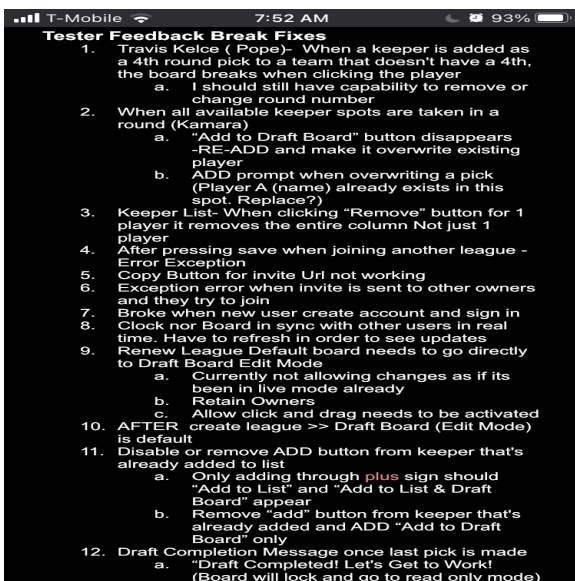 T-Mobile 7:52 AM 93%
Tester Feedback Break Fixes
1. Travis Kelce ( Pope)- When a keeper is added as
a 4th round pick to a team that doesn't have a 4th,
the board breaks when clicking the player
a. I should still have capability to remove or
change round number
2. When all available keeper spots are taken in a
round (Kamara)
a. “Add to Draft Board” button disappears
-RE-ADD and make it overwrite existing
player
b. ADD prompt when overwriting a pick
(Player A (name) already exists in this
spot. Replace?)
3. Keeper List- When clicking “Remove” button for 1
player it removes the entire column Not just 1
player
4. After pressing save when joining another league -
Error Exception
5. Copy Button for invite Url not working
6. Exception error when invite is sent to other owners
and they try to join
7. Broke when new user create account and sign in
8. Clock nor Board in sync with other users in real
time. Have to refresh in order to see updates
9. Renew League Default board needs to go directly
to Draft Board Edit Mode
a. Currently not allowing changes as if its
been in live mode already
b. Retain Owners
c. Allow click and drag needs to be activated
10. AFTER create league >> Draft Board (Edit Mode)
is default
11. Disable or remove ADD button from keeper that's
already added to list
a. Only adding through plus sign should
“Add to List” and “Add to List & Draft
Board” appear
b. Remove “add” button from keeper that's
already added and ADD “Add to Draft
Board” only
12. Draft Completion Message once last pick is made
a. “Draft Completed! Let's Get to Work!
(Board will lock and go to read only mode)